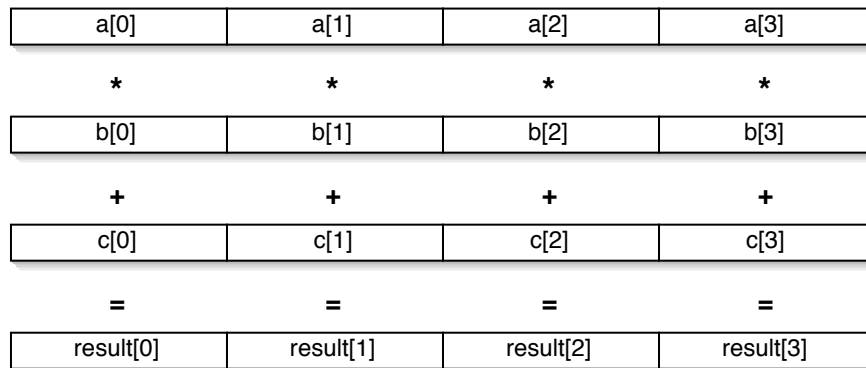 a[0] a[1] a[2] a[3]
* * * *
b[0] b[1] b[2] b[3]
+ + + +
c[0] c[1] c[2] c[3]
= = = =
result[0] result[1] result[2] result[3]